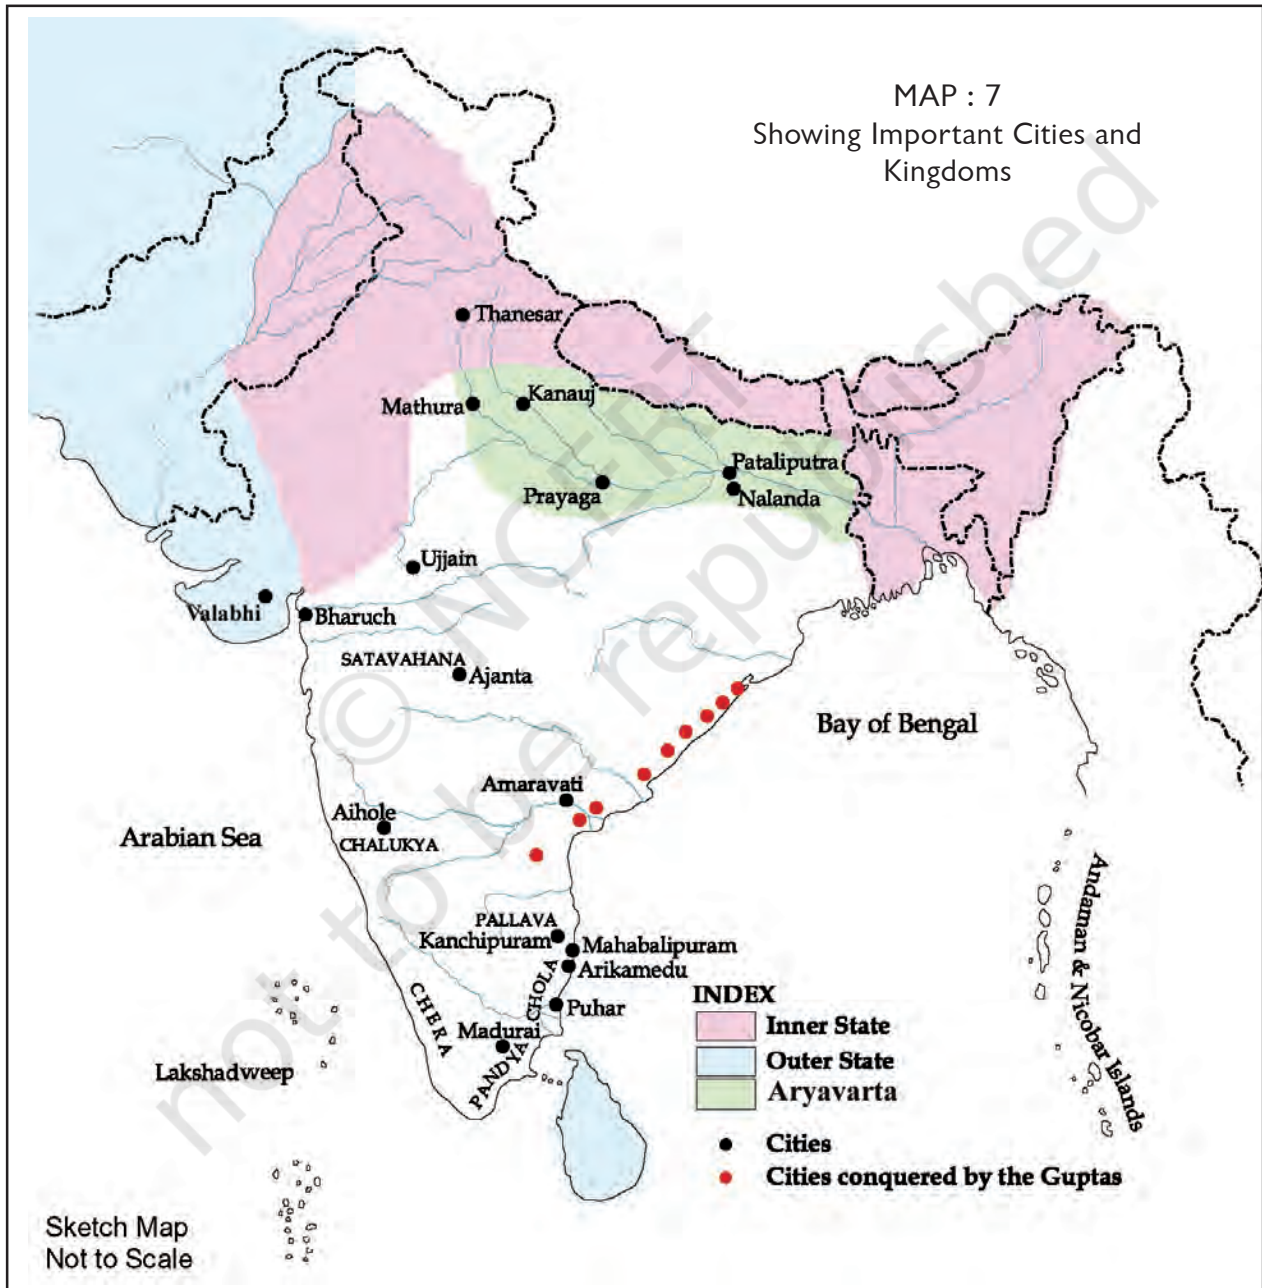 MAP : 7
Showing Important Cities and
Kingdoms
Thanesar
Mathura
Kanauj
Pataliputra
Prayaga
Nalanda
Ujjain
Valabhi
Bharuch
SATAVAHANA
Ajanta
Bay of Bengal
Amaravati
Aihole
Arabian Sea
CHALUKYA
PALLAVA
Kanchipuram
Mahabalipuram
Arikamedu
CHOLA
CHERA
Puhar
Madurai
PANDYA
Lakshadweep
Andaman & Nicobar Islands
INDEX
Inner State
Outer State
Aryavarta
Cities
Cities conquered by the Guptas
Sketch Map
Not to Scale
© NCERT
not to be republished